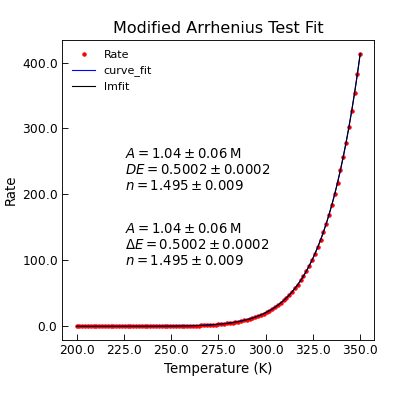 Modified Arrhenius Test Fit
Rate
curve_fit
lmfit
A = 1.04 ± 0.06 M
DE = 0.5002 ± 0.0002
n = 1.495 ± 0.009
A = 1.04 ± 0.06 M
ΔE = 0.5002 ± 0.0002
n = 1.495 ± 0.009
Rate
400.0
300.0
200.0
100.0
0.0
200.0 225.0 250.0 275.0 300.0 325.0 350.0
Temperature (K)